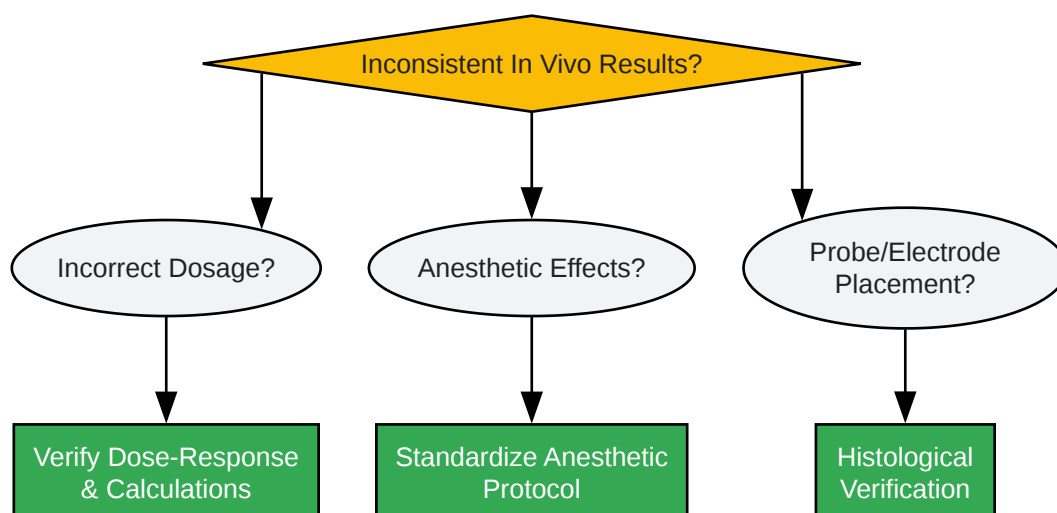 Inconsistent In Vivo Results?
Incorrect Dosage?
Anesthetic Effects?
Probe/Electrode
Placement?
Verify Dose-Response
& Calculations
Standardize Anesthetic
Protocol
Histological
Verification